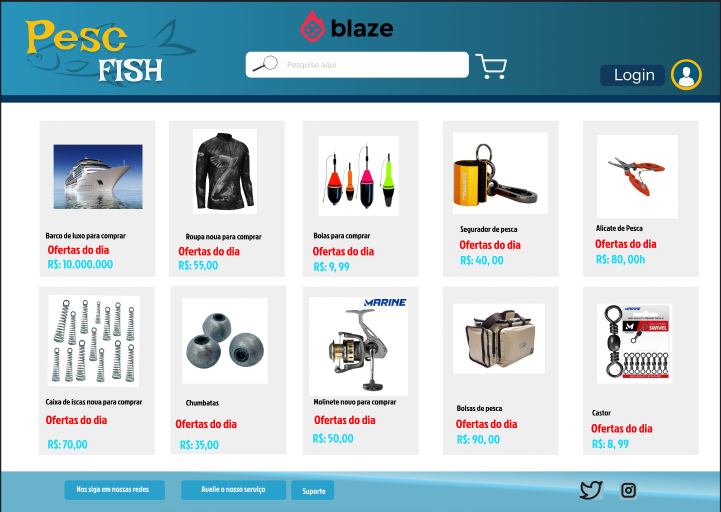 Pesc
FISH
blaze
Pesquise aqui
Login
Barco de luxo para comprar
Ofertas do dia
R$: 10.000.000
Roupa noua para comprar
Ofertas do dia
R$: 55,00
Boias para comprar
Ofertas do dia
R$: 9, 99
Segurador de pesca
Ofertas do dia
R$: 40, 00
Alicate de Pesca
Ofertas do dia
R$: 80, 00h
Caixa de iscas noua para comprar
Ofertas do dia
R$: 70,00
Chumbatas
Ofertas do dia
R$: 35,00
MARINE
Molinete nouo para comprar
Ofertas do dia
R$: 50,00
Bolsas de pesca
Ofertas do dia
R$: 90, 00
MARINE
SWIVEL
Castor
Ofertas do dia
R$: 8, 99
Nos siga em nossas redes
Aualie o nosso seruiço
Suporte